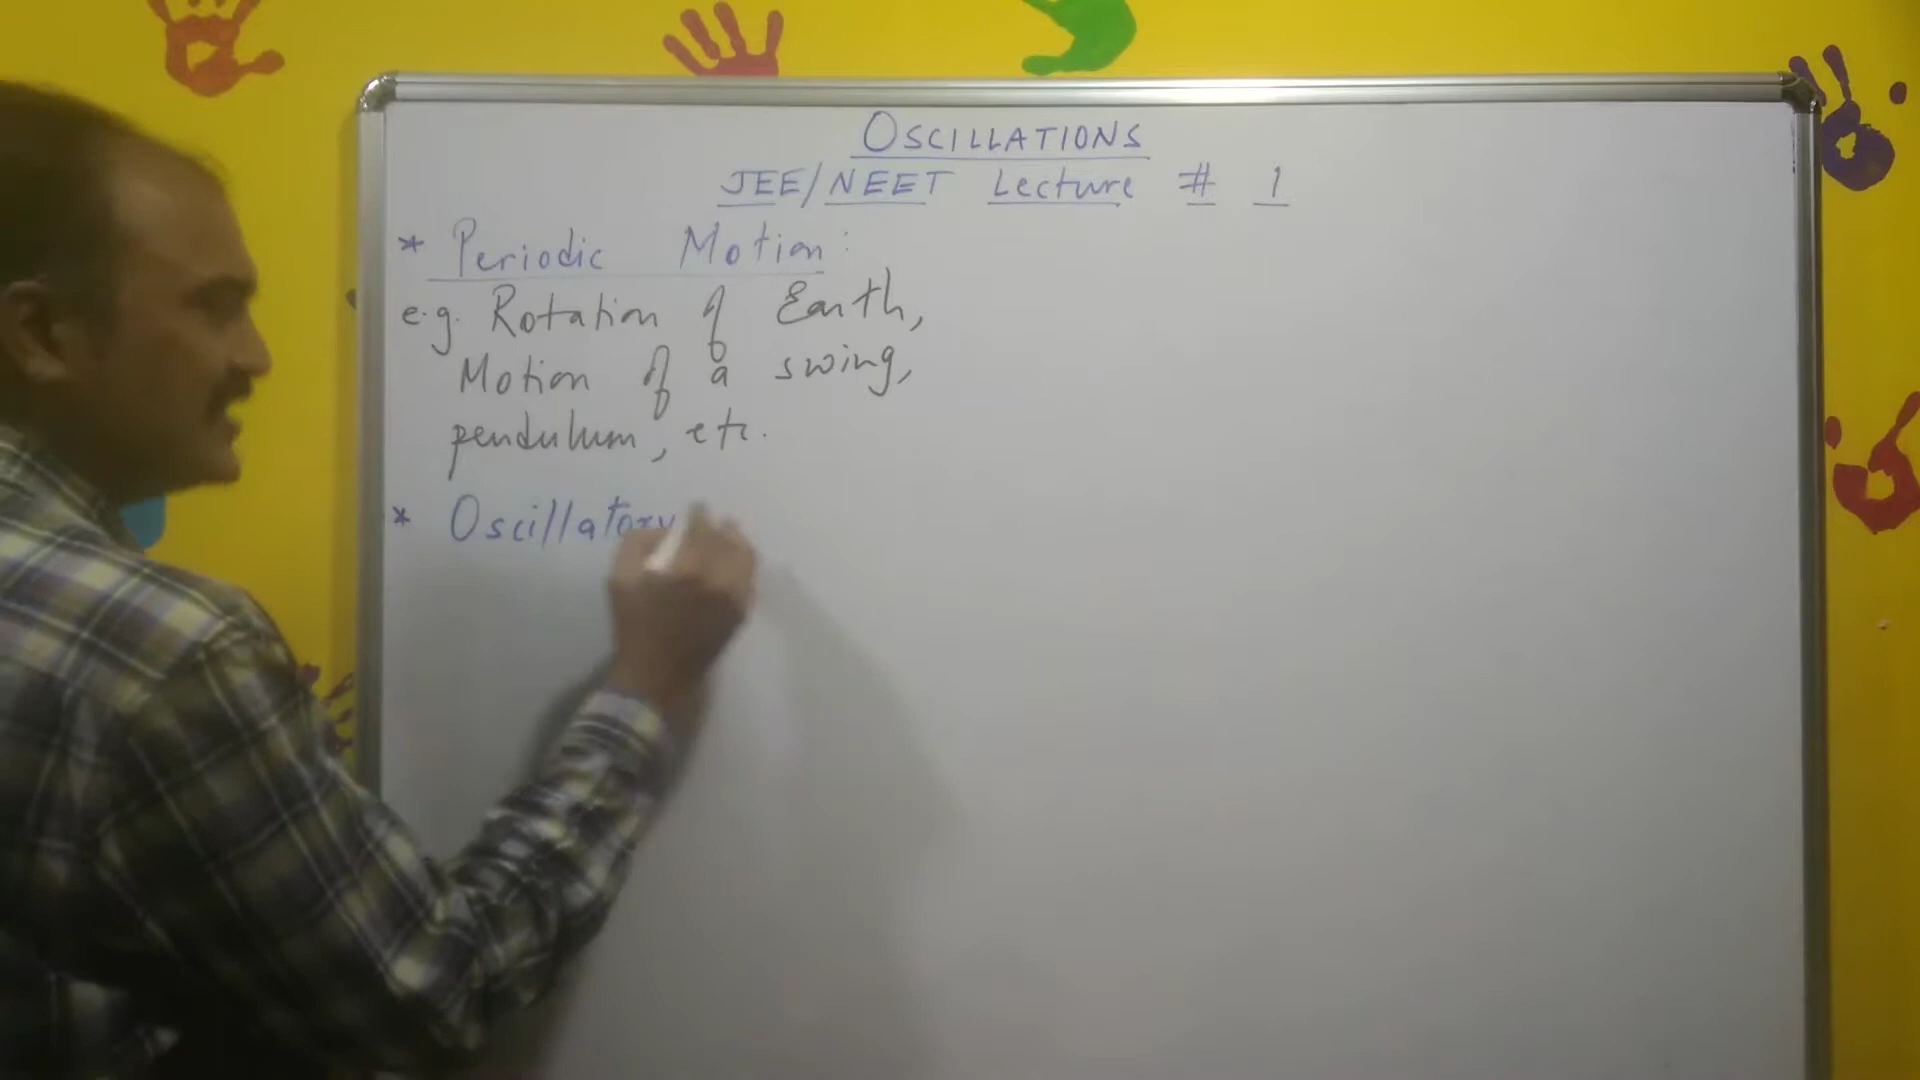 OSCILLATIONS
JEE/NEET Lecture # 1
* Periodic Motion:
e.g. Rotation of Earth,
Motion of a swing,
pendulum, etc.
* Oscillatory